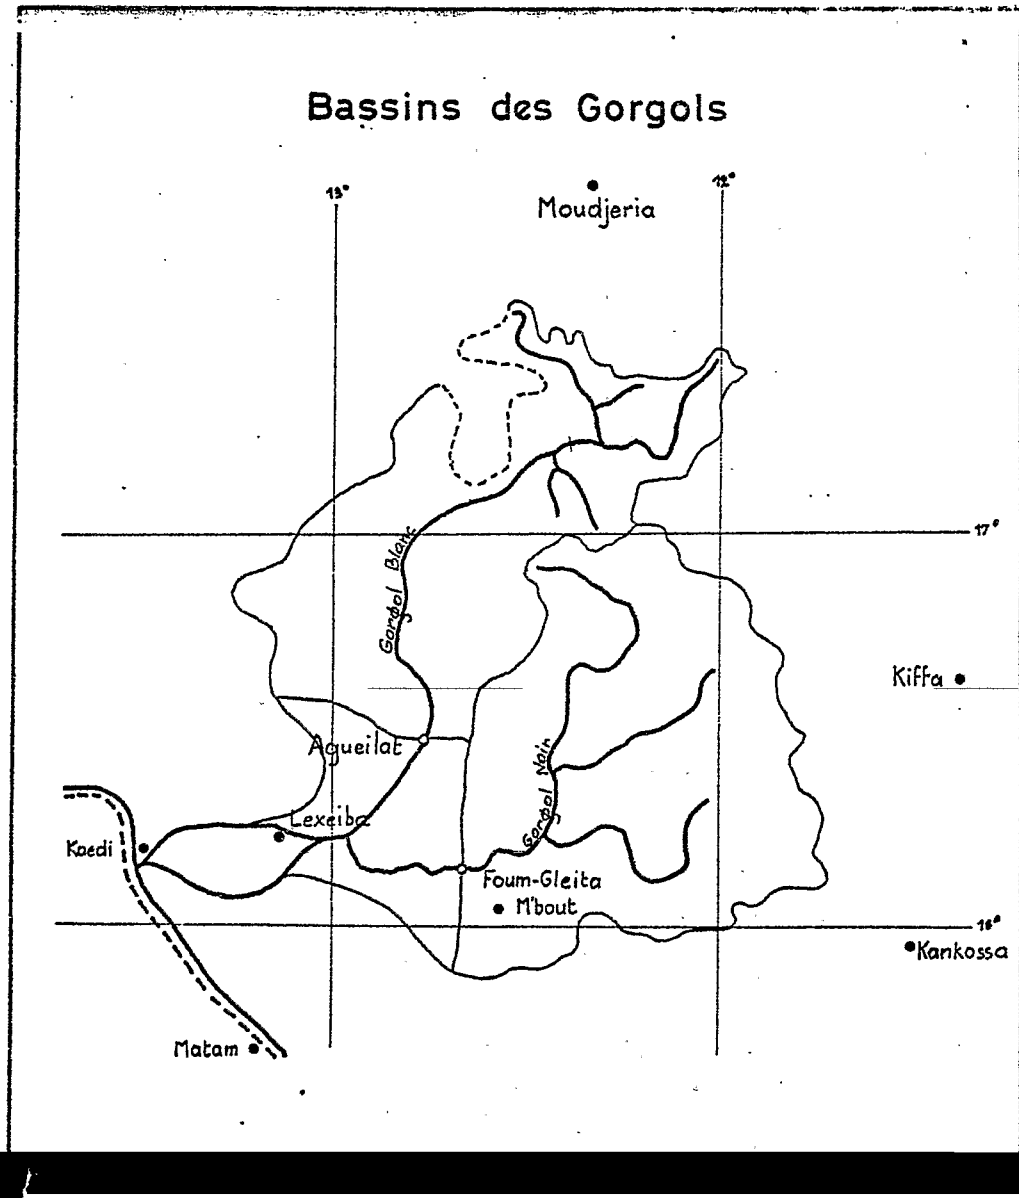 Bassins des Gorgols
13°
12°
Moudjeria
17°
Gorgol Blanc
Kiffa
Aqueilat
Gorgol Noir
Lexeiba
Kaedi
Foum-Gleita
M'bout
16°
Kankossa
Matam